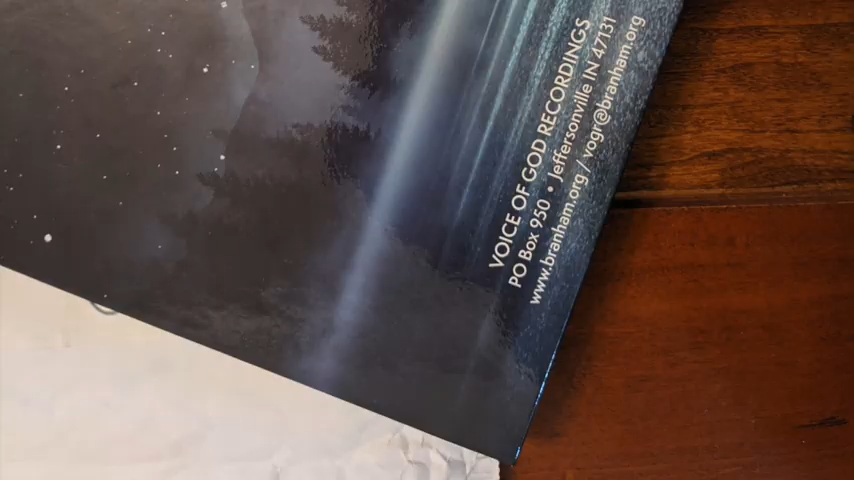 VOICE OF GOD RECORDINGS
PO Box 950 • Jeffersonville IN 47131
www.branham.org / vogr@branham.org